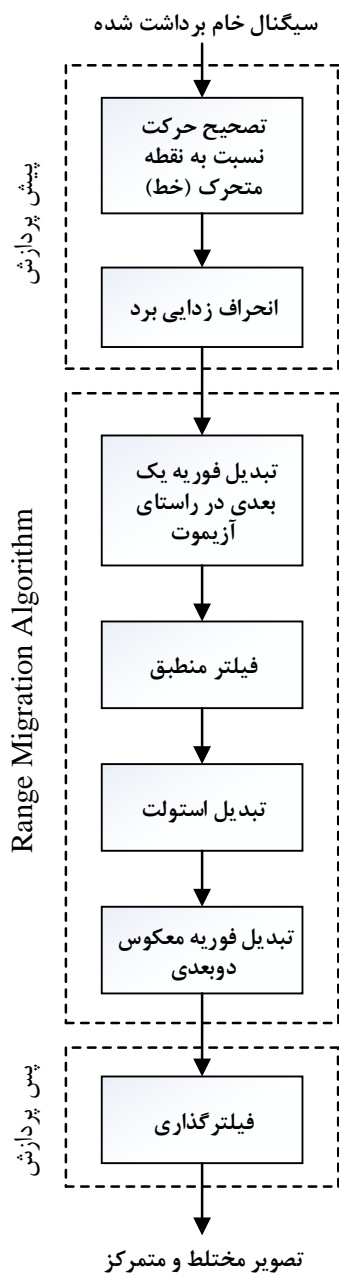 سیگنال خام برداشت شده
پیش پردازش
تصحیح حرکت
نسبت به نقطه
متحرک (خط)
انحراف زدایی برد
Range Migration Algorithm
تبدیل فوریه یک
بعدی در راستای
آزیموت
فیلتر منطبق
تبدیل استولت
تبدیل فوریه معکوس
دوبعدی
پس پردازش
فیلترگذاری
تصویر مختلط و متمرکز